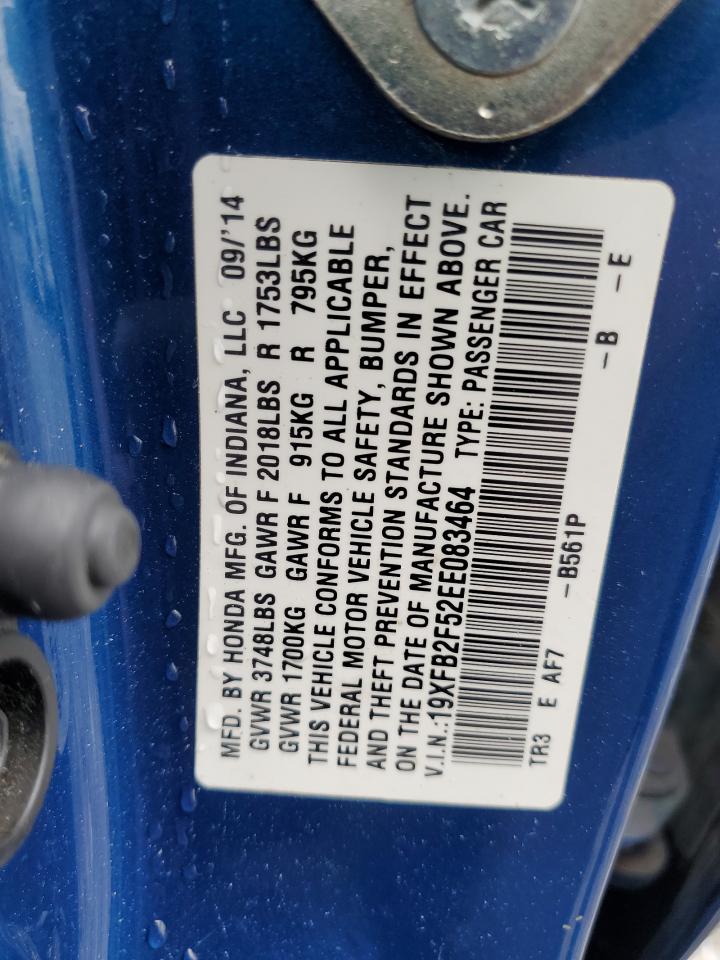 MFD. BY HONDA MFG. OF INDIANA, LLC 09/'14
GVWR 3748LBS GAWR F 2018LBS R 1753LBS
GVWR 1700KG GAWR F 915KG R 795KG
THIS VEHICLE CONFORMS TO ALL APPLICABLE
FEDERAL MOTOR VEHICLE SAFETY, BUMPER,
AND THEFT PREVENTION STANDARDS IN EFFECT
ON THE DATE OF MANUFACTURE SHOWN ABOVE.
V.I.N.:19XFB2F52EE083464 TYPE: PASSENGER CAR
TR3 E AF7 –B561P –B –E